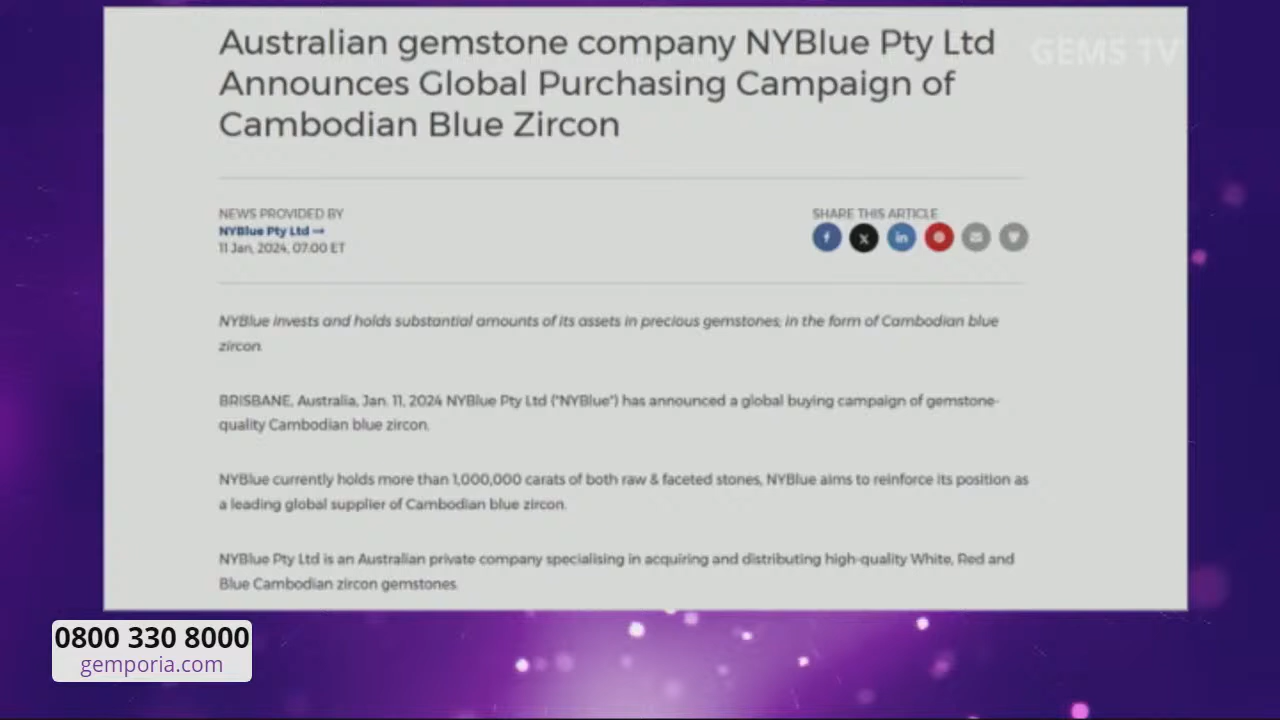 Australian gemstone company NYBlue Pty Ltd
Announces Global Purchasing Campaign of
Cambodian Blue Zircon
GEMS TV
NEWS PROVIDED BY
NYBlue Pty Ltd →
11 Jan, 2024, 07:00 ET
SHARE THIS ARTICLE
NYBlue invests and holds substantial amounts of its assets in precious gemstones; in the form of Cambodian blue
zircon.
BRISBANE, Australia, Jan. 11, 2024 NYBlue Pty Ltd ("NYBlue") has announced a global buying campaign of gemstone-
quality Cambodian blue zircon.
NYBlue currently holds more than 1,000,000 carats of both raw & faceted stones, NYBlue aims to reinforce its position as
a leading global supplier of Cambodian blue zircon.
NYBlue Pty Ltd is an Australian private company specialising in acquiring and distributing high-quality White, Red and
Blue Cambodian zircon gemstones.
0800 330 8000
gemporia.com